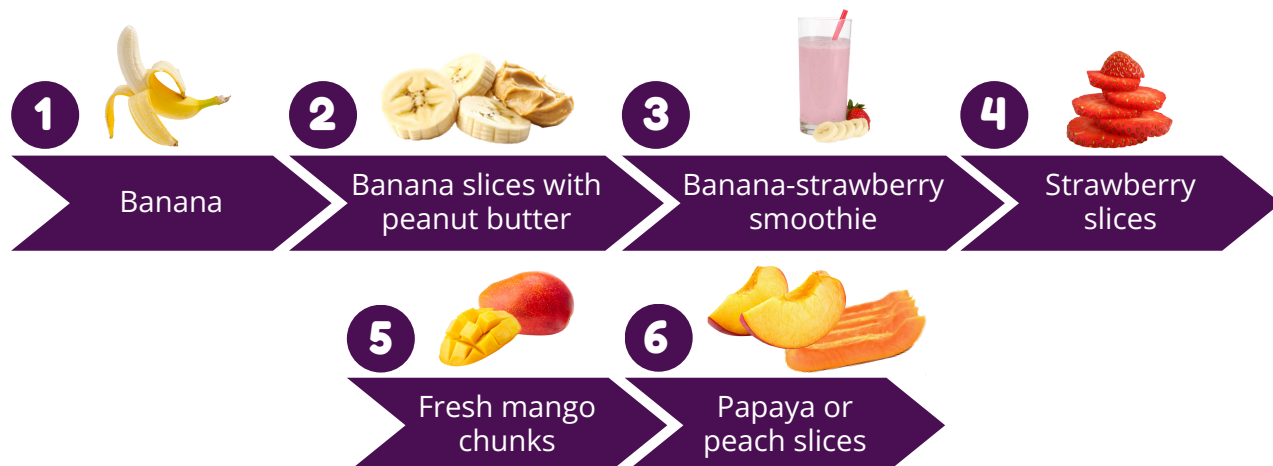 1
Banana
2
Banana slices with
peanut butter
3
Banana-strawberry
smoothie
4
Strawberry
slices
5
Fresh mango
chunks
6
Papaya or
peach slices